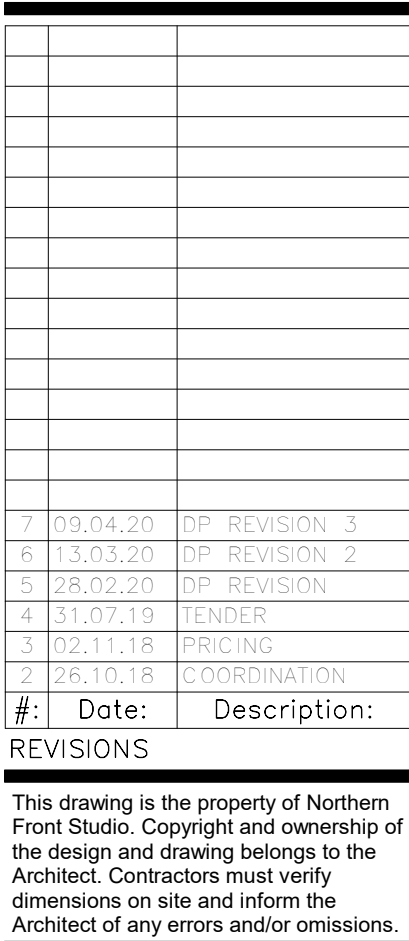 7 09.04.20 DP REVISION 3
6 13.03.20 DP REVISION 2
5 28.02.20 DP REVISION
4 31.07.19 TENDER
3 02.11.18 PRICING
2 26.10.18 COORDINATION
#: Date: Description:
REVISIONS
This drawing is the property of Northern
Front Studio. Copyright and ownership of
the design and drawing belongs to the
Architect. Contractors must verify
dimensions on site and inform the
Architect of any errors and/or omissions.